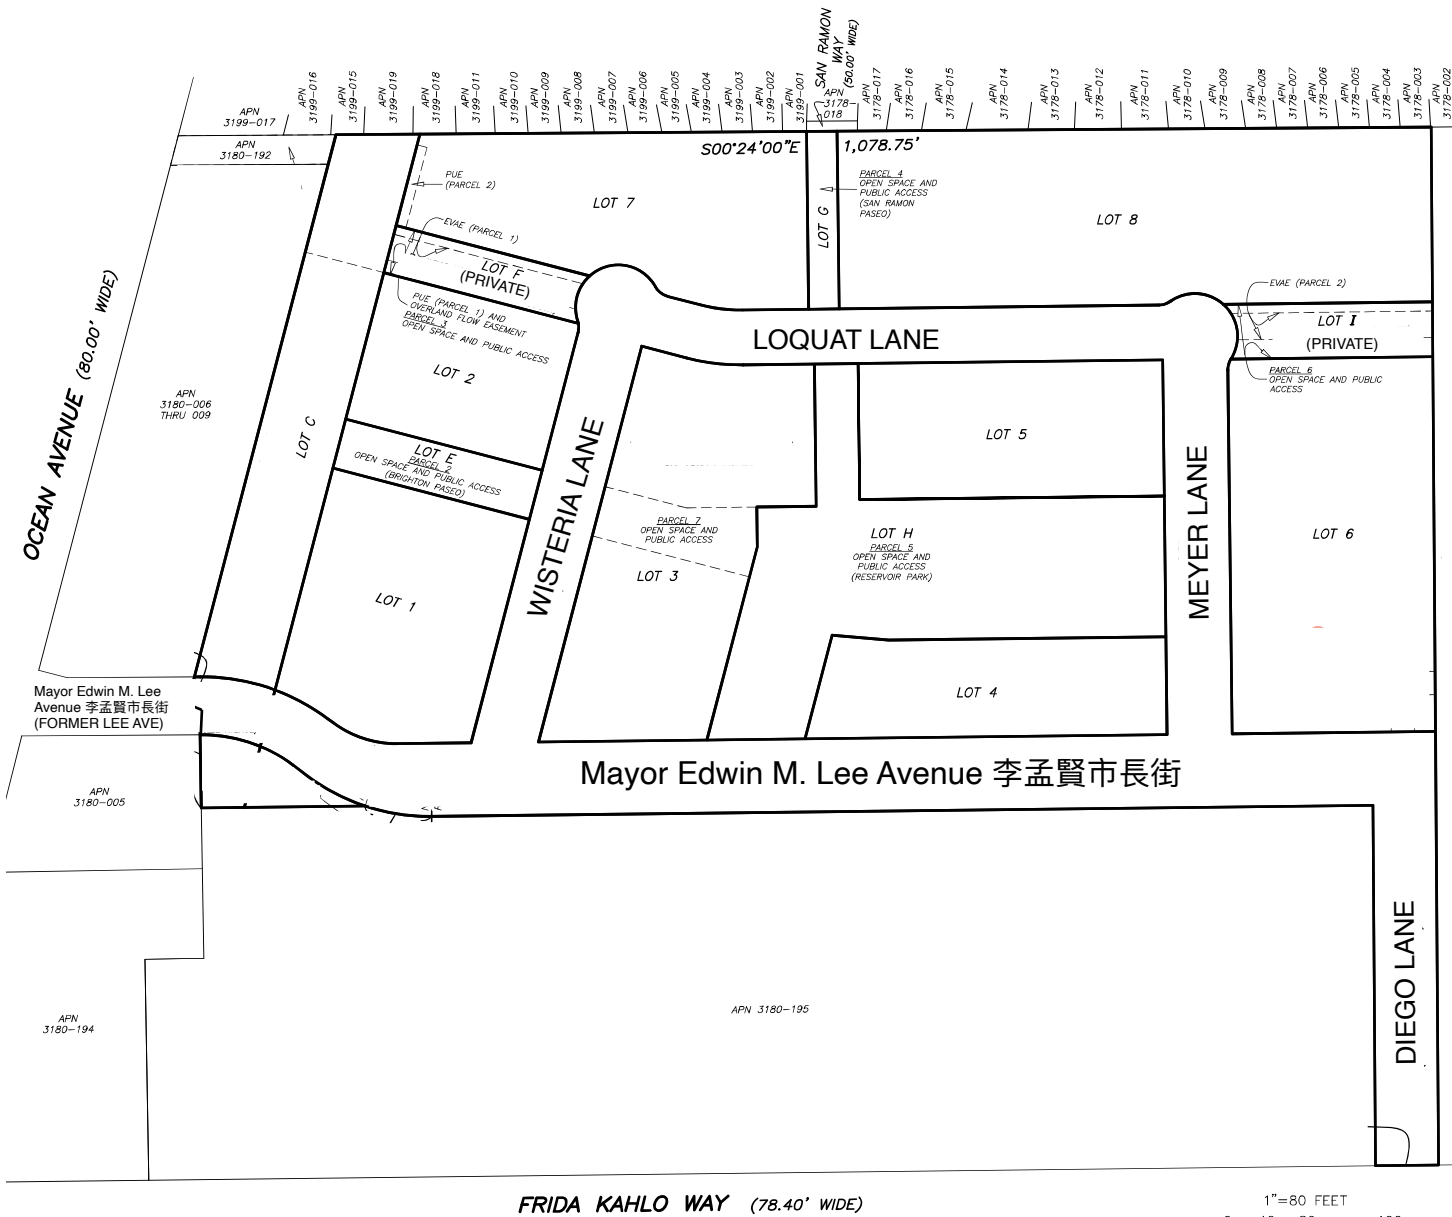 SAN RAMON
WAY
(50.00' WIDE)
APN
3199-017
APN
3199-016
APN
3199-015
APN
3199-019
APN
3199-018
APN
3199-011
APN
3199-010
APN
3199-009
APN
3199-008
APN
3199-007
APN
3199-006
APN
3199-005
APN
3199-004
APN
3199-003
APN
3199-002
APN
3199-001
APN
3178-
018
APN
3178-017
APN
3178-016
APN
3178-015
APN
3178-014
APN
3178-013
APN
3178-012
APN
3178-011
APN
3178-010
APN
3178-009
APN
3178-008
APN
3178-007
APN
3178-006
APN
3178-005
APN
3178-004
APN
3178-003
APN
3178-002
APN
3180-192
S00°24'00"E
1,078.75'
PUE
(PARCEL 2)
LOT 7
PARCEL 4
OPEN SPACE AND
PUBLIC ACCESS
(SAN RAMON
PASEO)
LOT G
LOT 8
EVAE (PARCEL 1)
LOT F
(PRIVATE)
PUE (PARCEL 1) AND
OVERLAND FLOW EASEMENT
PARCEL 3
OPEN SPACE AND PUBLIC ACCESS
EVAE (PARCEL 2)
LOT I
(PRIVATE)
PARCEL 6
OPEN SPACE AND PUBLIC
ACCESS
LOQUAT LANE
OCEAN AVENUE (80.00' WIDE)
APN
3180-006
THRU 009
LOT C
LOT 2
LOT E
PARCEL 2
OPEN SPACE AND PUBLIC ACCESS
(BRIGHTON PASEO)
WISTERIA LANE
LOT 5
MEYER LANE
PARCEL 7
OPEN SPACE AND
PUBLIC ACCESS
LOT H
PARCEL 5
OPEN SPACE AND
PUBLIC ACCESS
(RESERVOIR PARK)
LOT 6
LOT 1
LOT 3
LOT 4
Mayor Edwin M. Lee
Avenue 李孟賢市長街
(FORMER LEE AVE)
Mayor Edwin M. Lee Avenue 李孟賢市長街
APN
3180-005
DIEGO LANE
APN
3180-194
APN 3180-195
FRIDA KAHLO WAY (78.40' WIDE)
1"=80 FEET